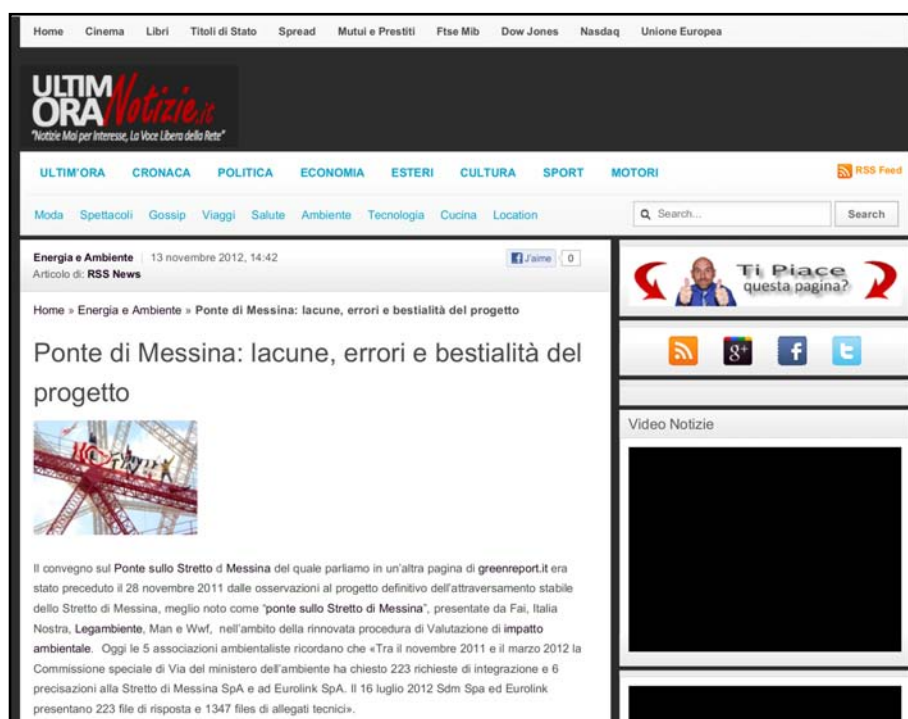 Home Cinema Libri Titoli di Stato Spread Mutui e Prestiti Ftse Mib Dow Jones Nasdaq Unione Europea
ULTIM
ORA Notizie.it
"Notizie Mai per Interesse, La Voce Libera della Rete"
ULTIM'ORA CRONACA POLITICA ECONOMIA ESTERI CULTURA SPORT MOTORI
RSS Feed
Moda Spettacoli Gossip Viaggi Salute Ambiente Tecnologia Cucina Location
Search...
Search
Energia e Ambiente | 13 novembre 2012, 14:42
J'aime 0
Articolo di: RSS News
Home » Energia e Ambiente » Ponte di Messina: lacune, errori e bestialità del progetto
Ponte di Messina: lacune, errori e bestialità del
progetto
Il convegno sul Ponte sullo Stretto d Messina del quale parliamo in un'altra pagina di greenreport.it era
stato preceduto il 28 novembre 2011 dalle osservazioni al progetto definitivo dell'attraversamento stabile
dello Stretto di Messina, meglio noto come "ponte sullo Stretto di Messina", presentate da Fai, Italia
Nostra, Legambiente, Man e Wwf, nell'ambito della rinnovata procedura di Valutazione di impatto
ambientale. Oggi le 5 associazioni ambientaliste ricordano che «Tra il novembre 2011 e il marzo 2012 la
Commissione speciale di Via del ministero dell'ambiente ha chiesto 223 richieste di integrazione e 6
precisazioni alla Stretto di Messina SpA e ad Eurolink SpA. Il 16 luglio 2012 Sdm Spa ed Eurolink
presentano 223 file di risposta e 1347 files di allegati tecnici».
Ti Piace
questa pagina?
Video Notizie